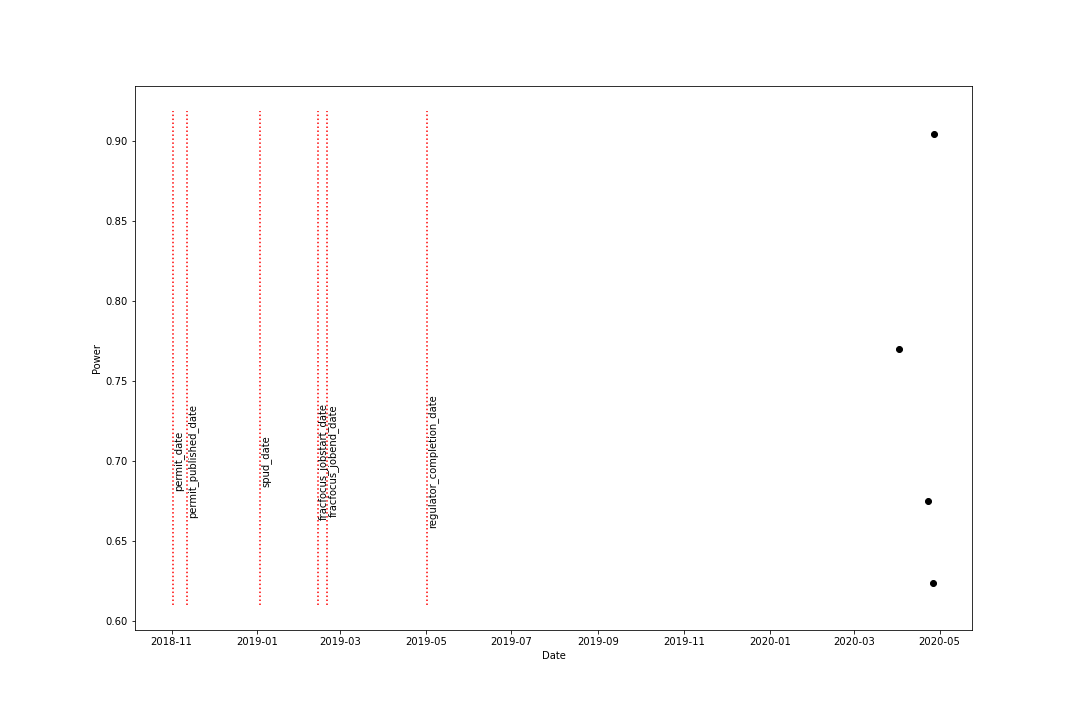 0.90
0.85
0.80
0.75
0.70
0.65
0.60
Power
permit_date
permit_published_date
spud_date
fracfocus_jobstart_date
fracfocus_jobend_date
regulator_completion_date
2018-11 2019-01 2019-03 2019-05 2019-07 2019-09 2019-11 2020-01 2020-03 2020-05
Date